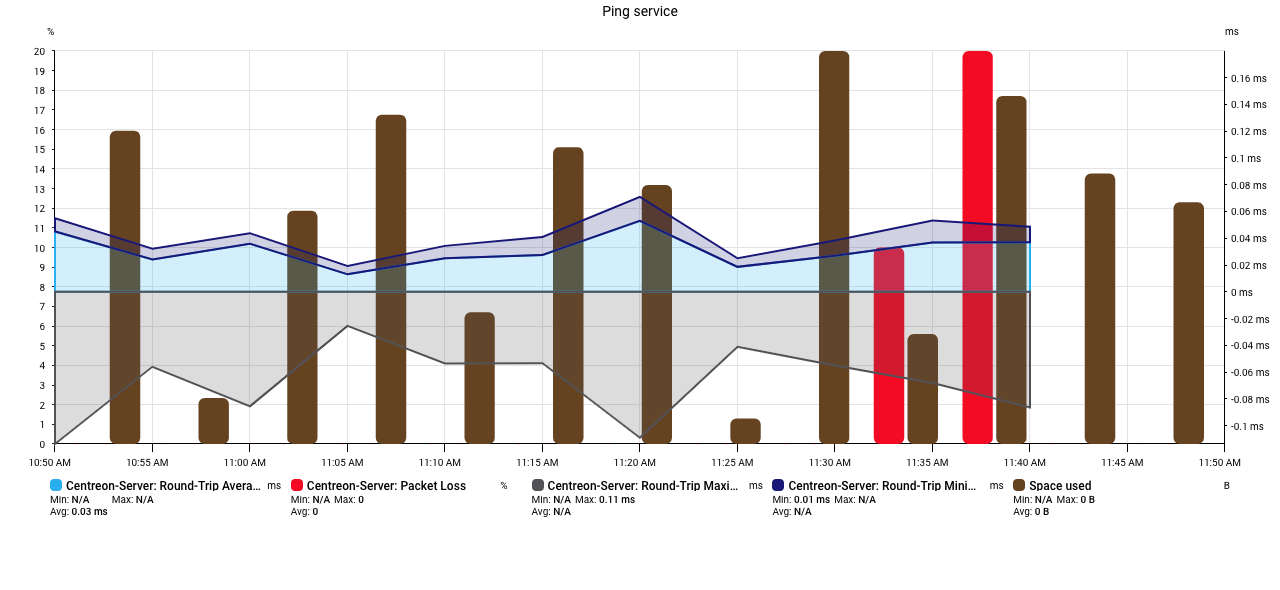 Ping service
% ms
20
19
18
17
16
15
14
13
12
11
10
9
8
7
6
5
4
3
2
1
0
0.16 ms
0.14 ms
0.12 ms
0.1 ms
0.08 ms
0.06 ms
0.04 ms
0.02 ms
0 ms
-0.02 ms
-0.04 ms
-0.06 ms
-0.08 ms
-0.1 ms
10:50 AM 10:55 AM 11:00 AM 11:05 AM 11:10 AM 11:15 AM 11:20 AM 11:25 AM 11:30 AM 11:35 AM 11:40 AM 11:45 AM 11:50 AM
Centreon-Server: Round-Trip Avera... ms Centreon-Server: Packet Loss % Centreon-Server: Round-Trip Maxi... ms Centreon-Server: Round-Trip Mini... ms Space used B
Min: N/A Max: N/A Min: N/A Max: 0 Min: N/A Max: 0.11 ms Min: 0.01 ms Max: N/A Min: N/A Max: 0 B
Avg: 0.03 ms Avg: 0 Avg: N/A Avg: N/A Avg: 0 B